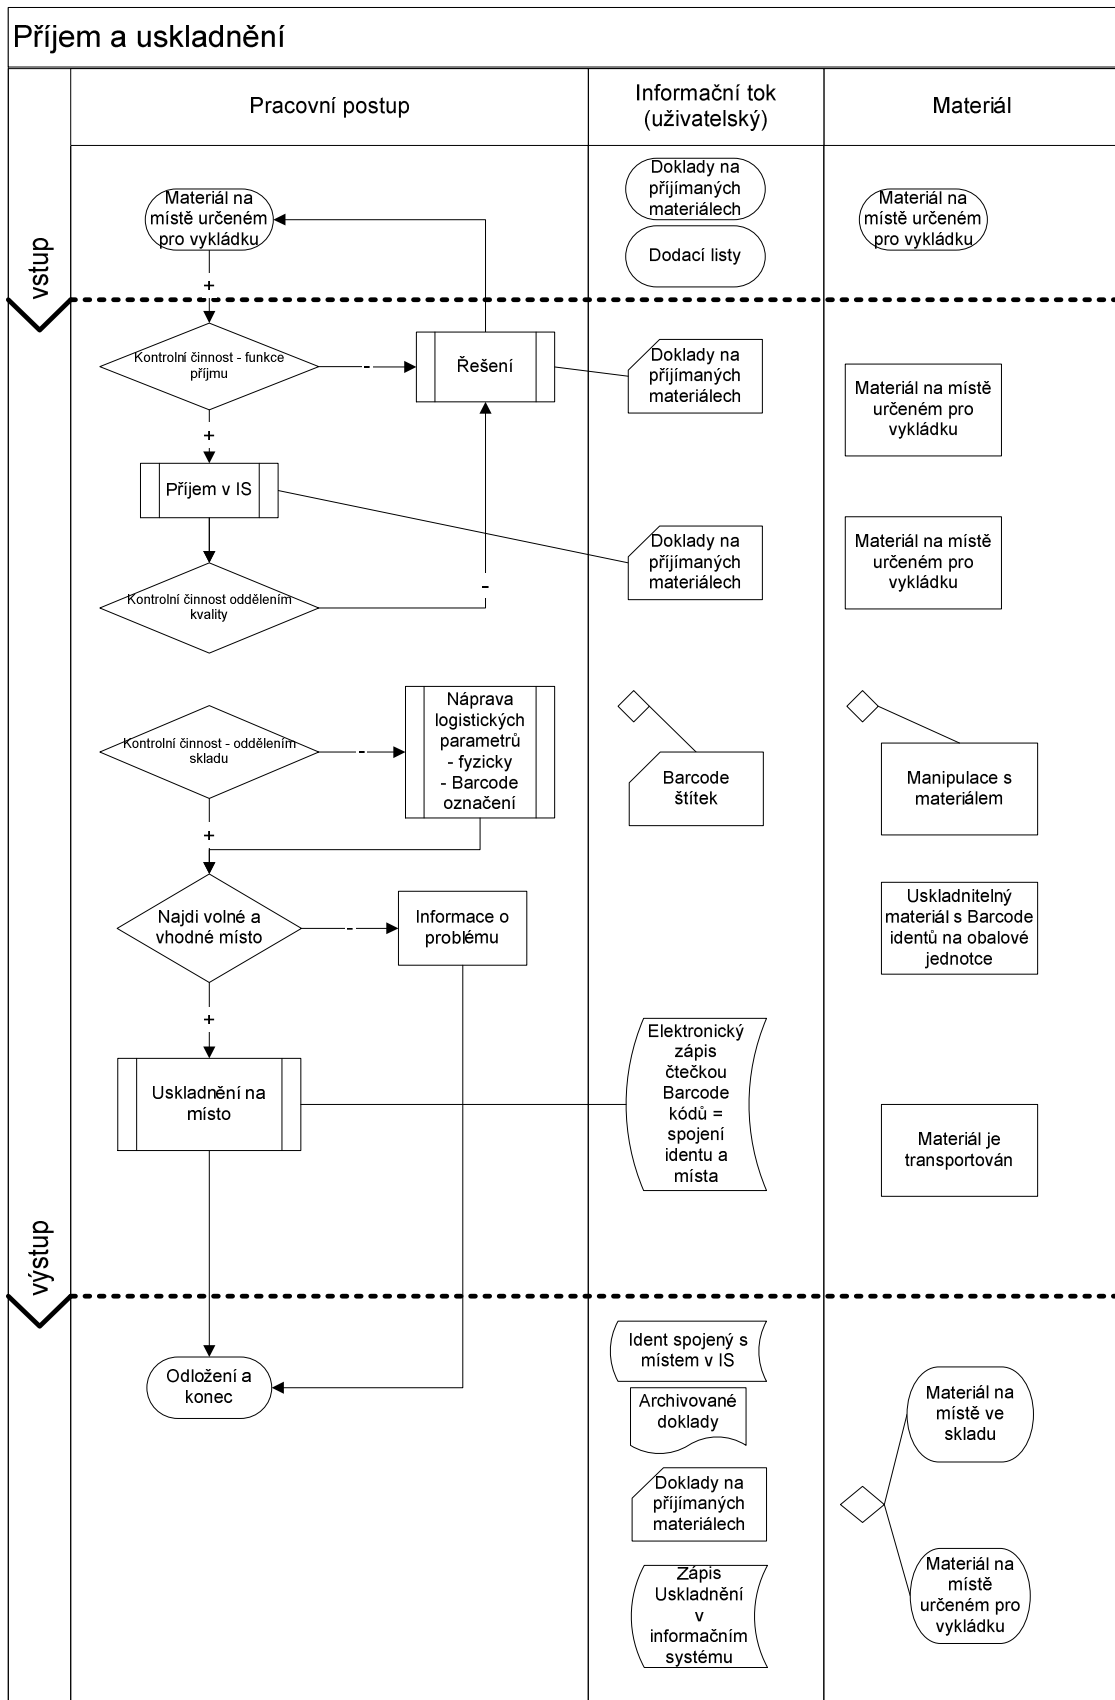 Příjem a uskladnění
Pracovní postup
Informační tok
(uživatelský)
Materiál
vstup
Materiál na
místě určeném
pro vykládku
Doklady na
příjímaných
materiálech
Dodací listy
Materiál na
místě určeném
pro vykládku
+
Kontrolní činnost - funkce
příjmu
-
Řešení
Doklady na
příjímaných
materiálech
Materiál na místě
určeném pro
vykládku
+
Příjem v IS
Doklady na
příjímaných
materiálech
Materiál na místě
určeném pro
vykládku
Kontrolní činnost oddělením
kvality
-
Kontrolní činnost - oddělením
skladu
-
Náprava
logistických
parametrů
- fyzicky
- Barcode
označení
Barcode
štítek
Manipulace s
materiálem
+
Najdi volné a
vhodné místo
-
Informace o
problému
Uskladnitelný
materiál s Barcode
identů na obalové
jednotce
+
Uskladnění na
místo
Elektronický
zápis
čtečkou
Barcode
kódů =
spojení
identu a
místa
Materiál je
transportován
výstup
Odložení a
konec
Ident spojený s
místem v IS
Archivované
doklady
Doklady na
příjímaných
materiálech
Zápis
Uskladnění
v
informačním
systému
Materiál na
místě ve
skladu
Materiál na
místě
určeném pro
vykládku